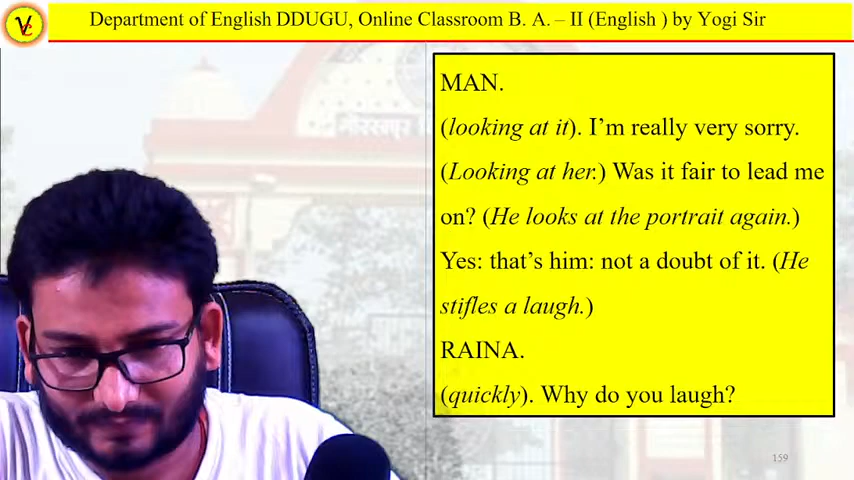 Department of English DDUGU, Online Classroom B. A. – II (English ) by Yogi Sir
MAN.
(looking at it). I’m really very sorry.
(Looking at her.) Was it fair to lead me
on? (He looks at the portrait again.)
Yes: that’s him: not a doubt of it. (He
stifles a laugh.)
RAINA.
(quickly). Why do you laugh?
159